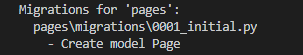 Migrations for 'pages':
pages\migrations\0001_initial.py
- Create model Page